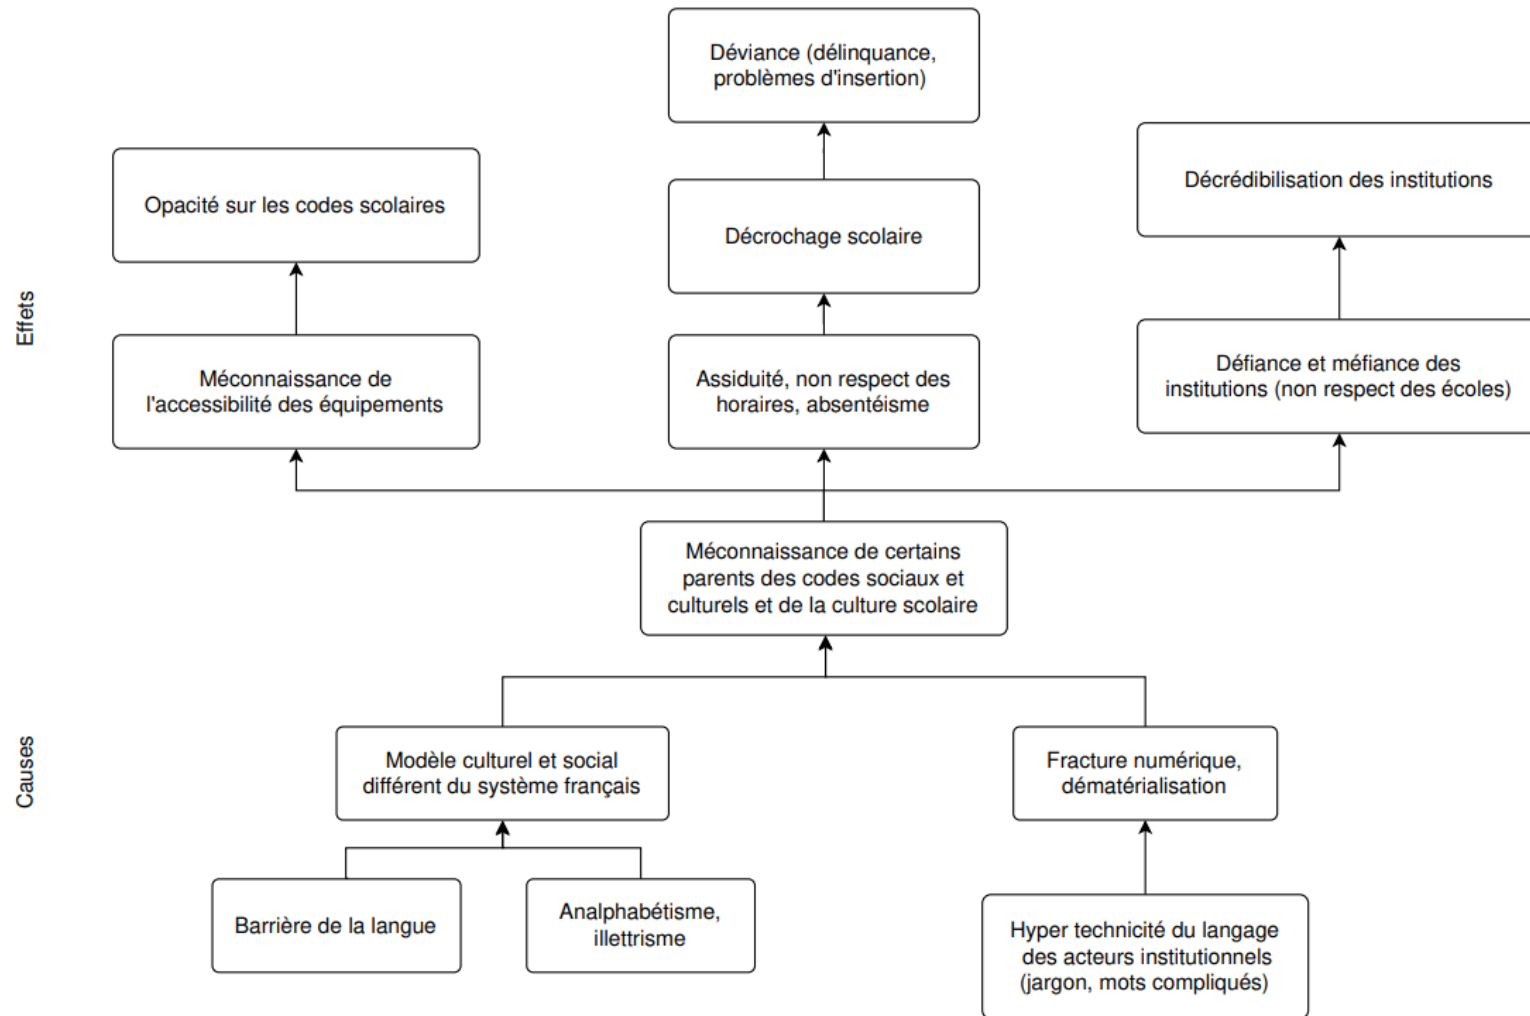 Déviance (délinquance,
problèmes d'insertion)
Opacité sur les codes scolaires
Décrochage scolaire
Décrédibilisation des institutions
Effets
Méconnaissance de
l'accessibilité des équipements
Assiduité, non respect des
horaires, absentéisme
Défiance et méfiance des
institutions (non respect des écoles)
Méconnaissance de certains
parents des codes sociaux et
culturels et de la culture scolaire
Causes
Modèle culturel et social
différent du système français
Fracture numérique,
dématérialisation
Barrière de la langue
Analphabétisme,
illettrisme
Hyper technicité du langage
des acteurs institutionnels
(jargon, mots compliqués)